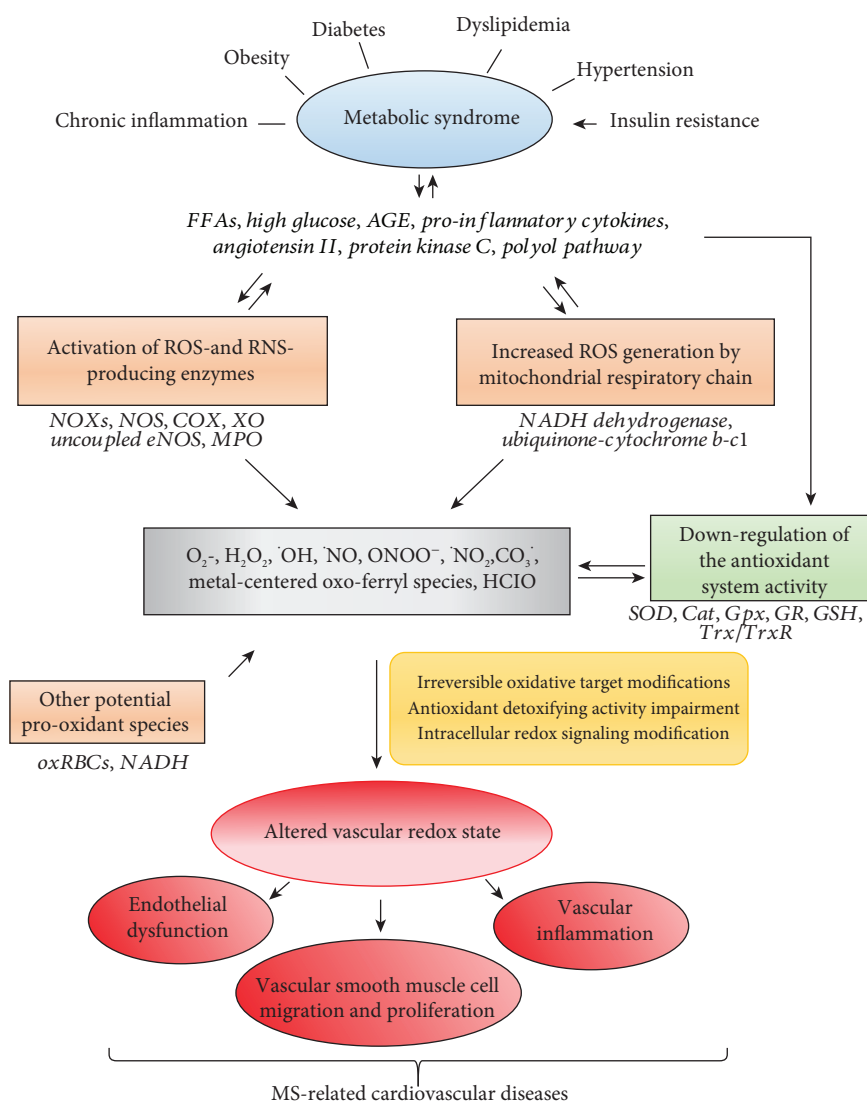 Diabetes
Dyslipidemia
Obesity
Hypertension
Chronic inflammation
Metabolic syndrome
Insulin resistance
FFAs, high glucose, AGE, pro-inflannatory cytokines,
angiotensin II, protein kinase C, polyol pathway
Activation of ROS-and RNS-
producing enzymes
NOXs, NOS, COX, XO
uncoupled eNOS, MPO
Increased ROS generation by
mitochondrial respiratory chain
NADH dehydrogenase,
ubiquinone-cytochrome b-c1
O₂-, H₂O₂, ˙OH, ˙NO, ONOO⁻, ˙NO₂,CO₃˙,
metal-centered oxo-ferryl species, HCIO
Down-regulation of
the antioxidant
system activity
SOD, Cat, Gpx, GR, GSH,
Trx/TrxR
Other potential
pro-oxidant species
oxRBCs, NADH
Irreversible oxidative target modifications
Antioxidant detoxifying activity impairment
Intracellular redox signaling modification
Altered vascular redox state
Endothelial
dysfunction
Vascular
inflammation
Vascular smooth muscle cell
migration and proliferation
MS-related cardiovascular diseases